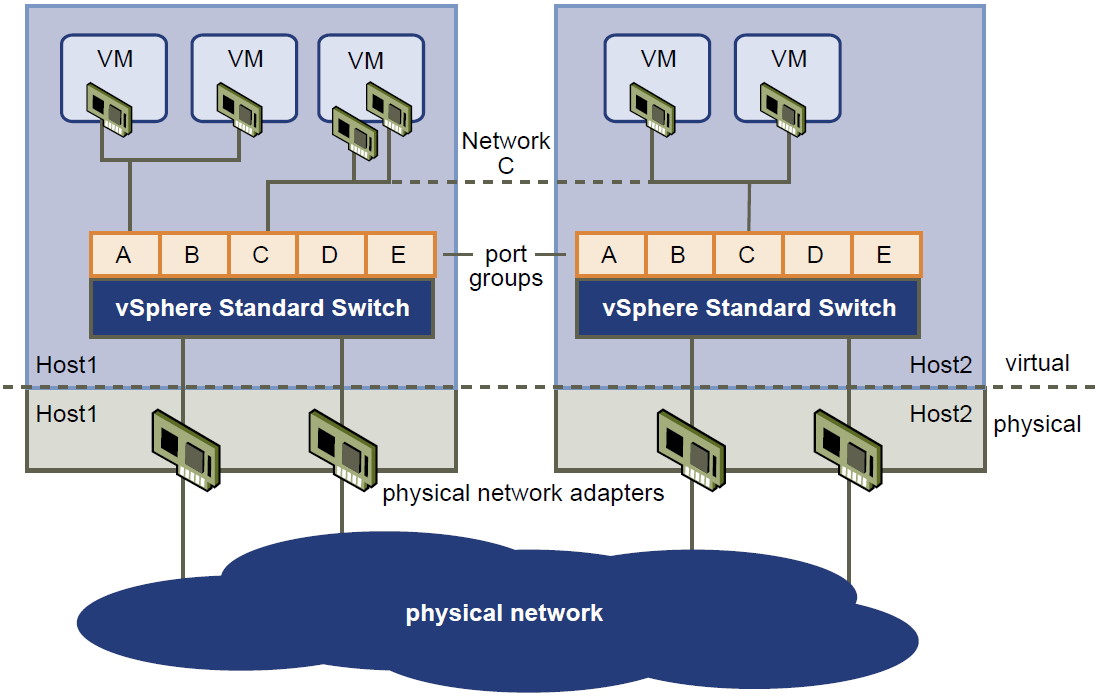 VM
VM
VM
VM
VM
Network
C
A B C D E
port
groups
A B C D E
vSphere Standard Switch
vSphere Standard Switch
Host1
Host2
virtual
Host1
Host2
physical
physical network adapters
physical network